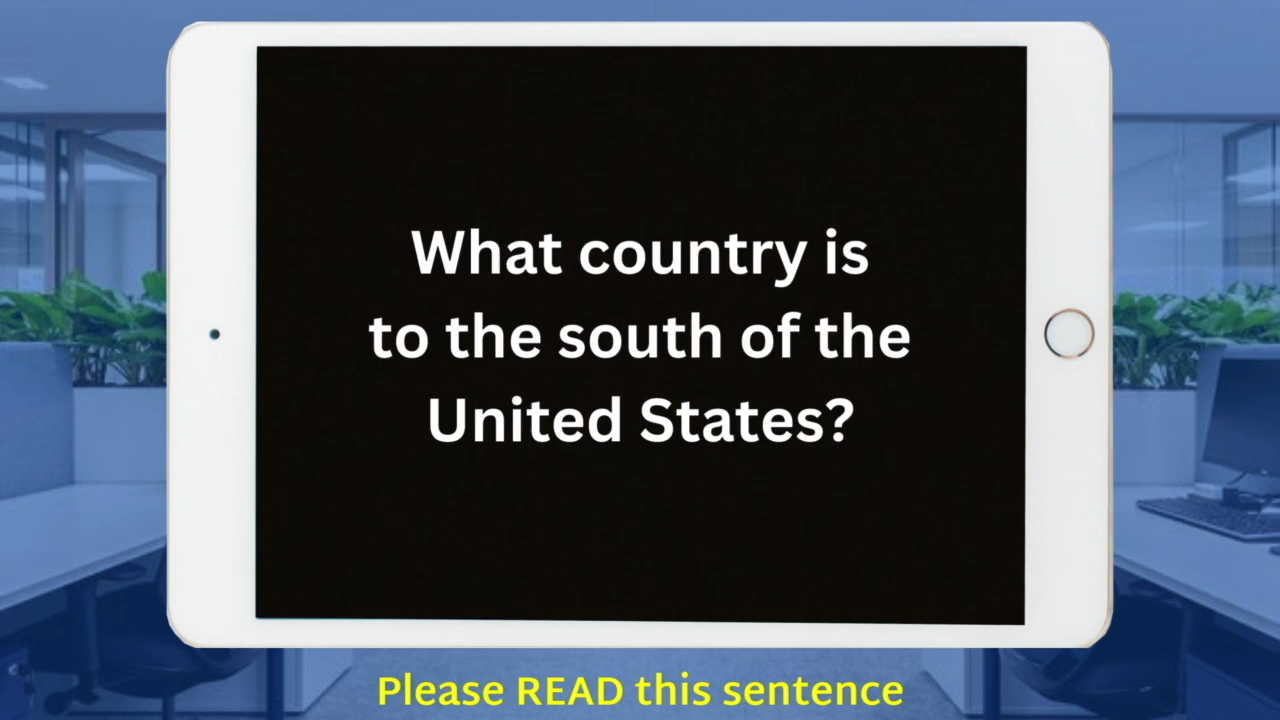 What country is
to the south of the
United States?
Please READ this sentence